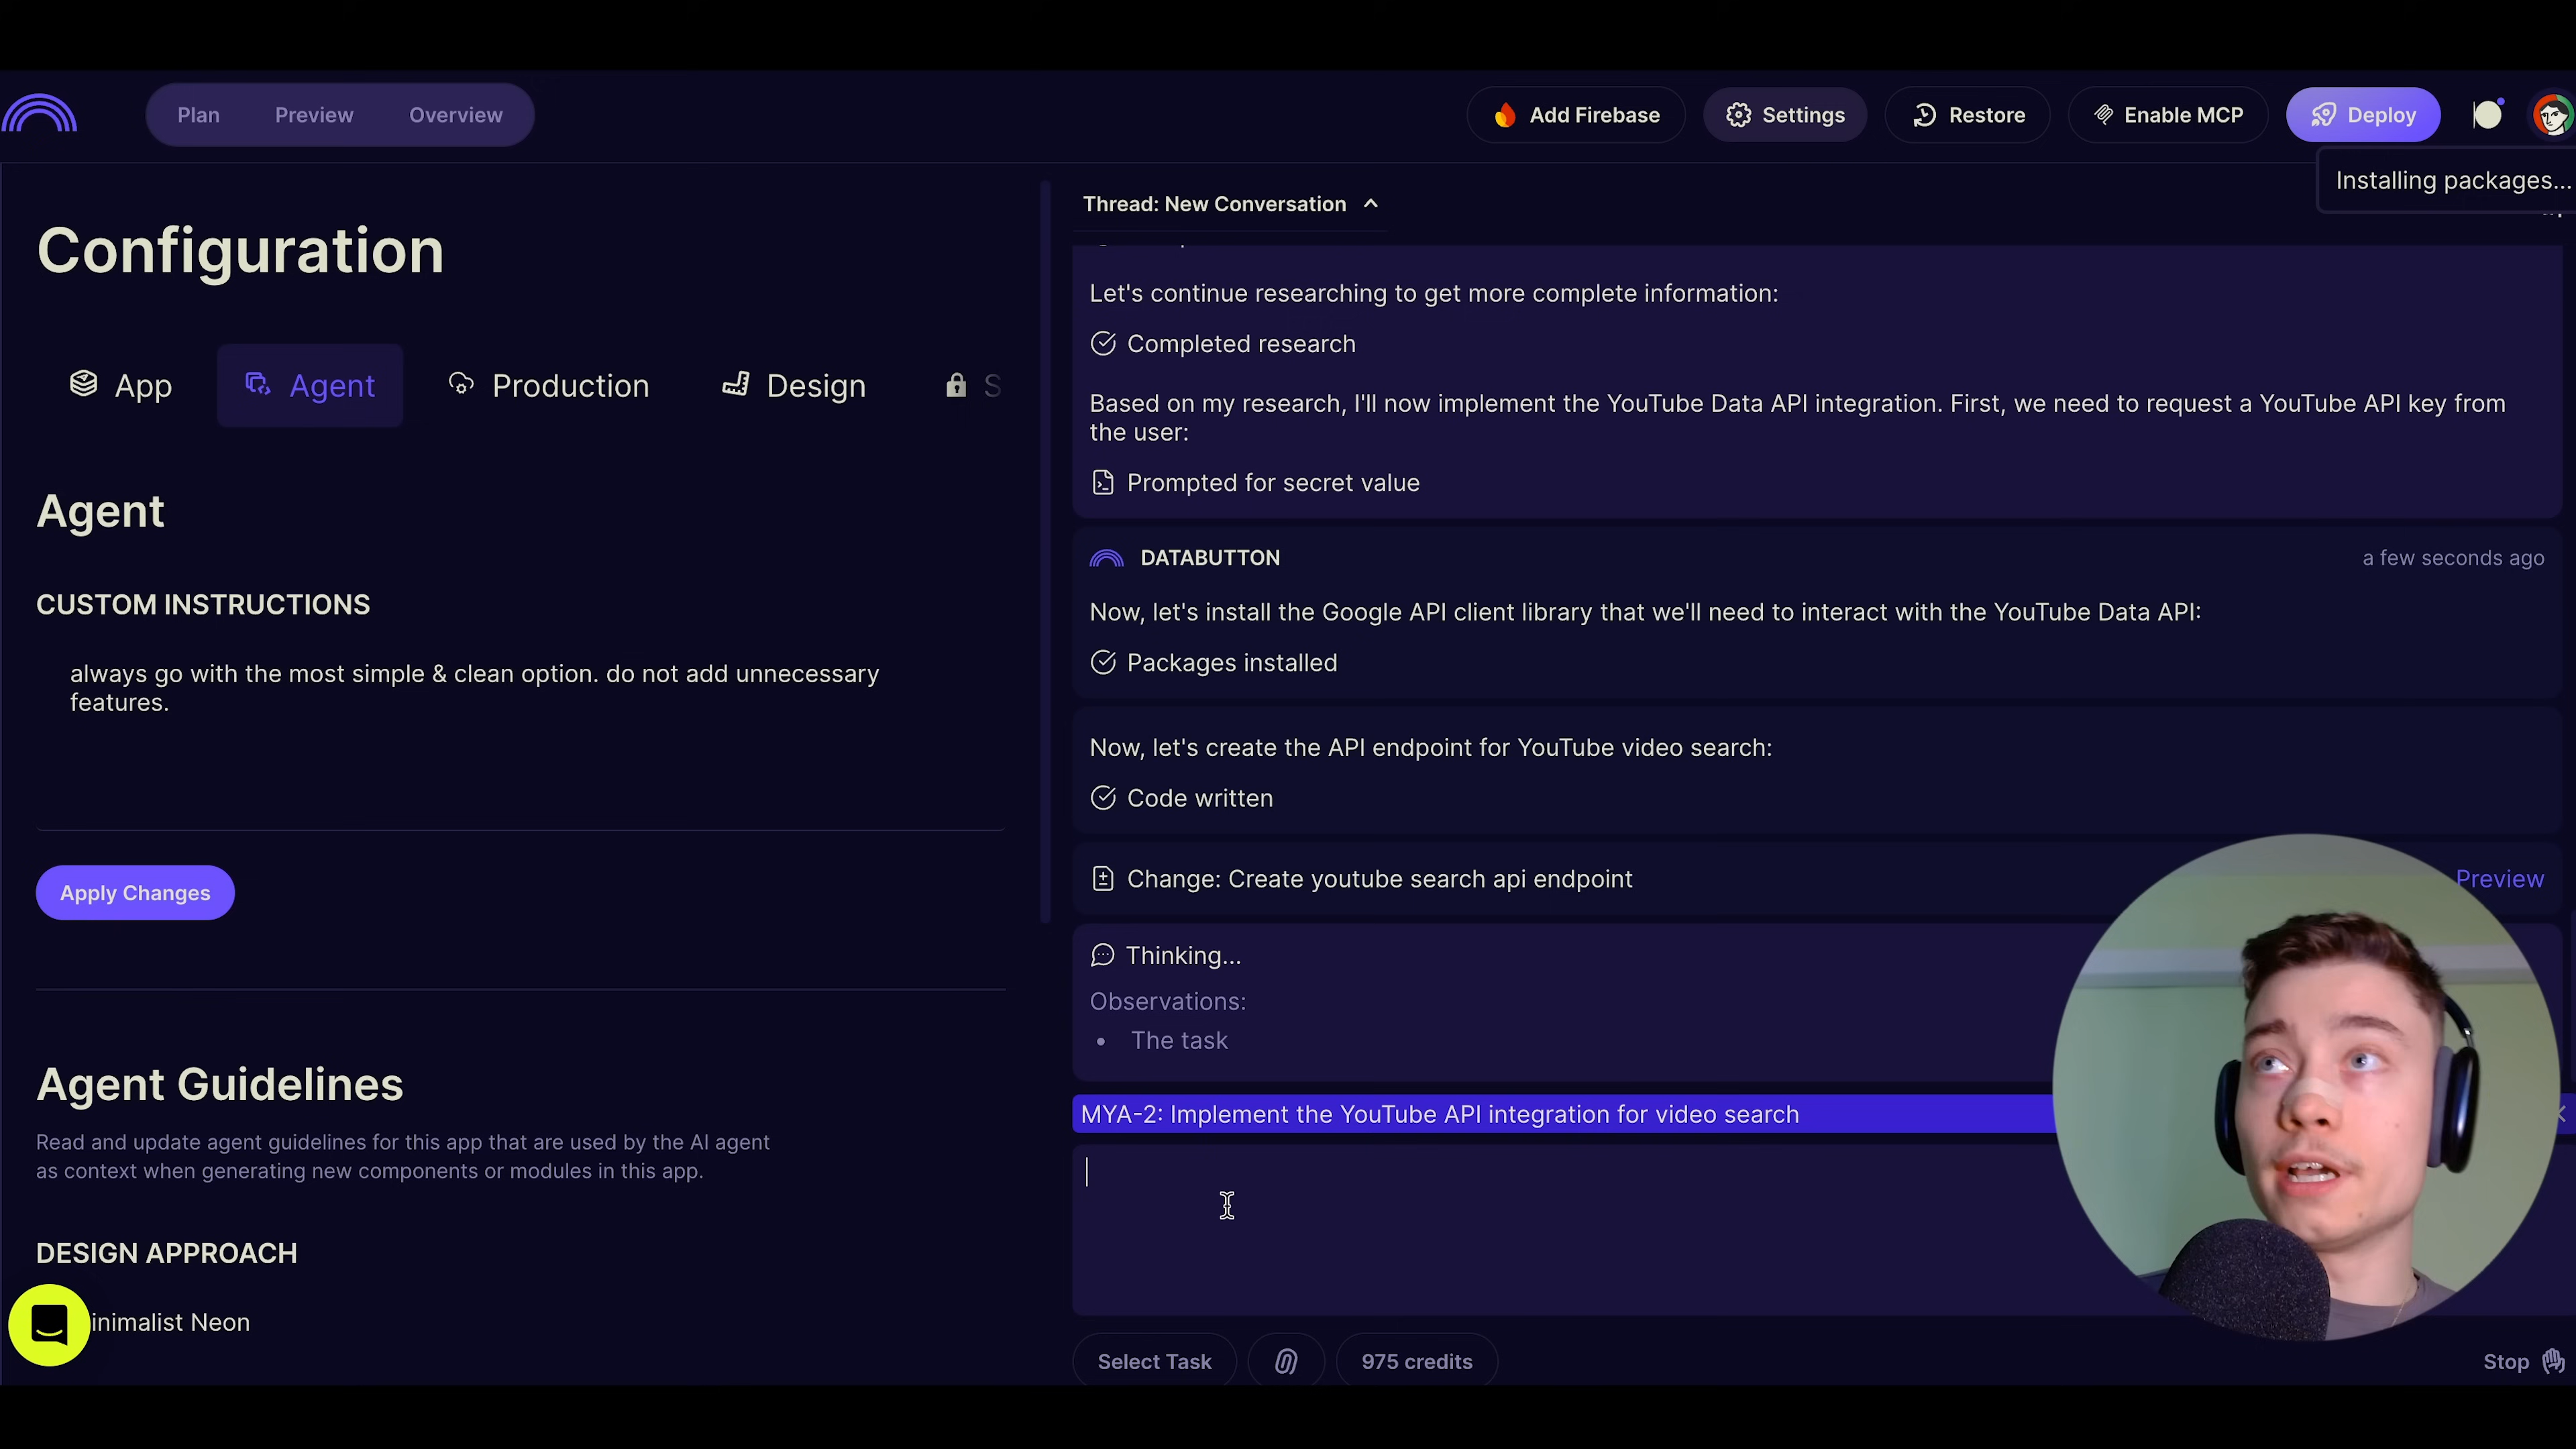 Plan
Preview
Overview
Add Firebase
Settings
Restore
Enable MCP
Deploy
Installing packages...
Configuration
App
Agent
Production
Design
S
Agent
CUSTOM INSTRUCTIONS
always go with the most simple & clean option. do not add unnecessary
features.
Apply Changes
Agent Guidelines
Read and update agent guidelines for this app that are used by the AI agent
as context when generating new components or modules in this app.
DESIGN APPROACH
inimalist Neon
Thread: New Conversation
Let's continue researching to get more complete information:
Completed research
Based on my research, I'll now implement the YouTube Data API integration. First, we need to request a YouTube API key from
the user:
Prompted for secret value
DATABUTTON
a few seconds ago
Now, let's install the Google API client library that we'll need to interact with the YouTube Data API:
Packages installed
Now, let's create the API endpoint for YouTube video search:
Code written
Change: Create youtube search api endpoint
Preview
Thinking...
Observations:
• The task
MYA-2: Implement the YouTube API integration for video search
Select Task
975 credits
Stop